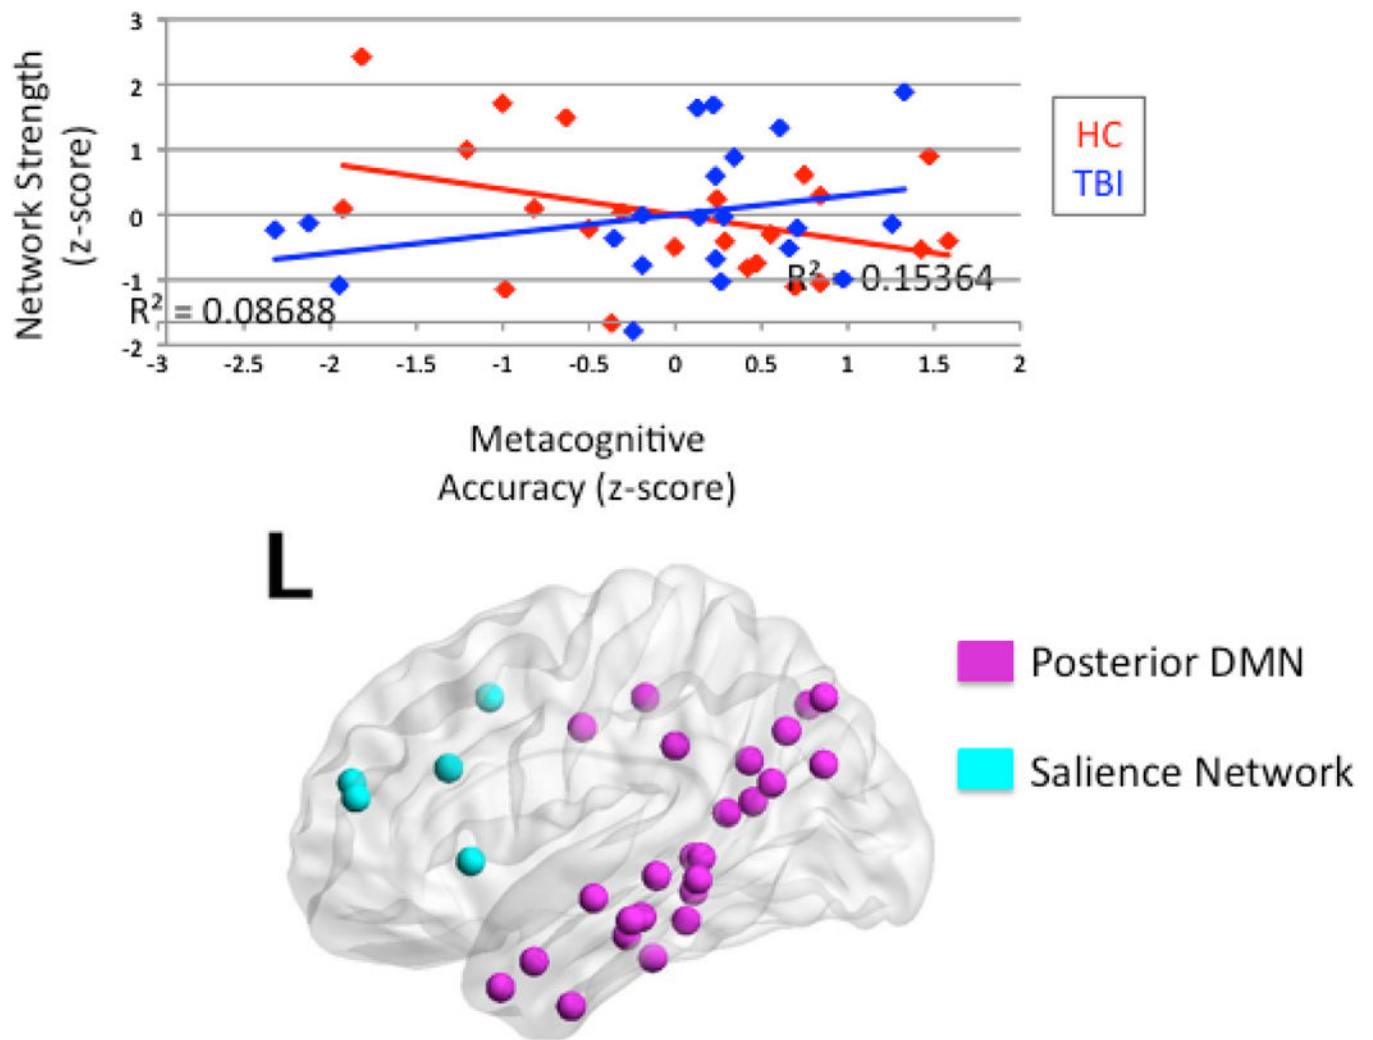 3
2
1
0
-1
-2
Network Strength
(z-score)
HC
TBI
R² = 0.15364
R² = 0.08688
-3 -2.5 -2 -1.5 -1 -0.5 0 0.5 1 1.5 2
Metacognitive
Accuracy (z-score)
L
Posterior DMN
Salience Network